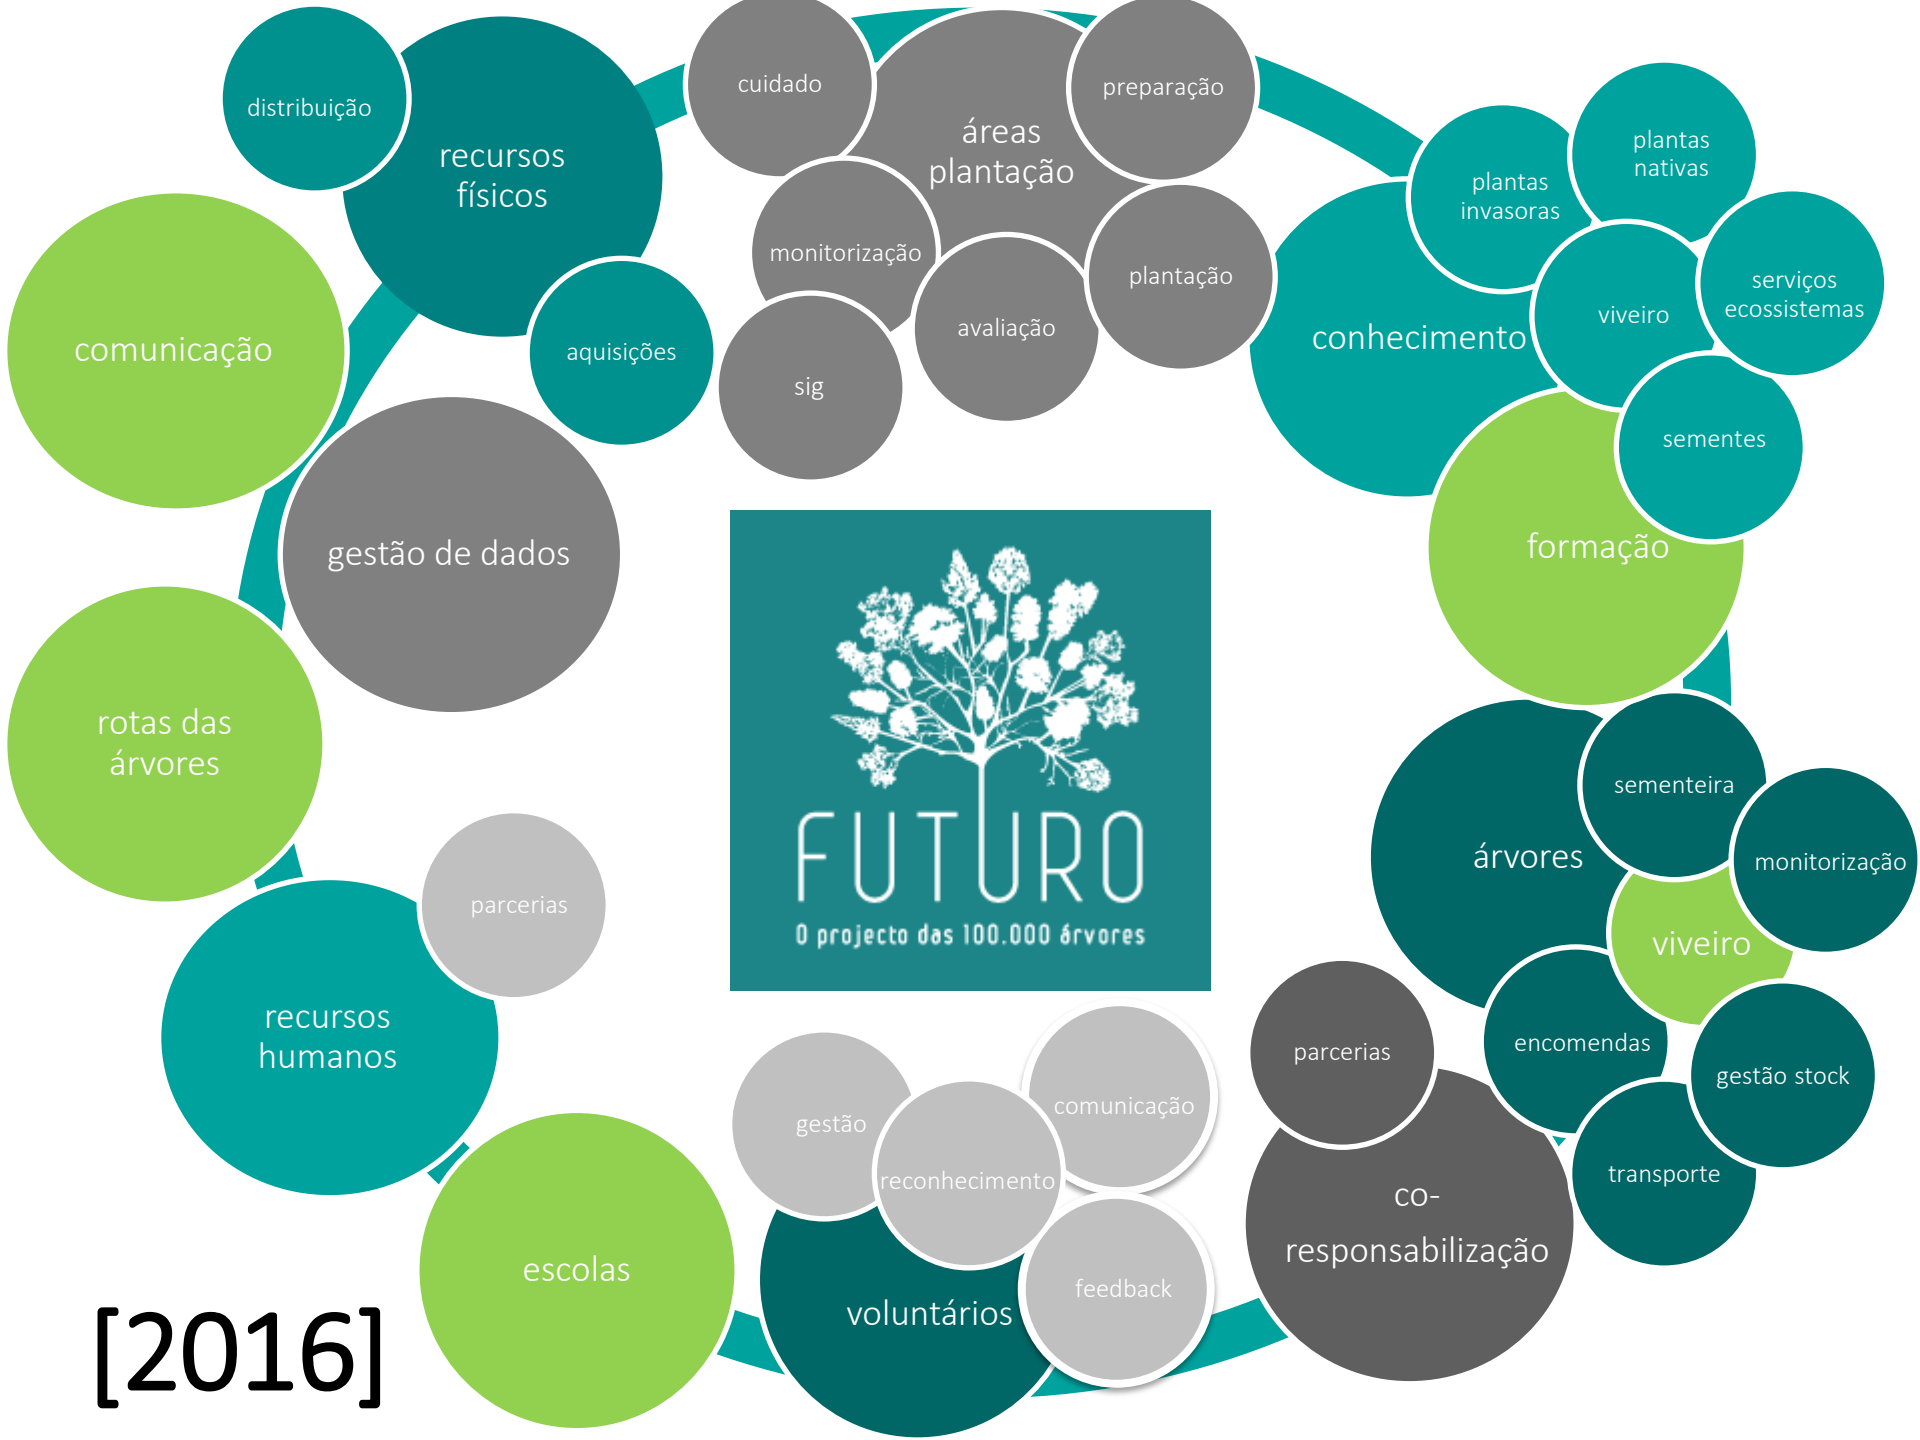 distribuição
recursos
físicos
cuidado
áreas
plantação
preparação
plantas
invasoras
plantas
nativas
serviços
ecossistemas
viveiro
conhecimento
sementes
formação
monitorização
plantação
avaliação
sig
aquisições
comunicação
gestão de dados
rotas das
árvores
parcerias
recursos
humanos
escolas
FUTURO
O projecto das 100.000 árvores
sementeira
árvores
monitorização
viveiro
encomendas
gestão stock
transporte
parcerias
co-
responsabilização
gestão
reconhecimento
comunicação
feedback
voluntários
[2016]